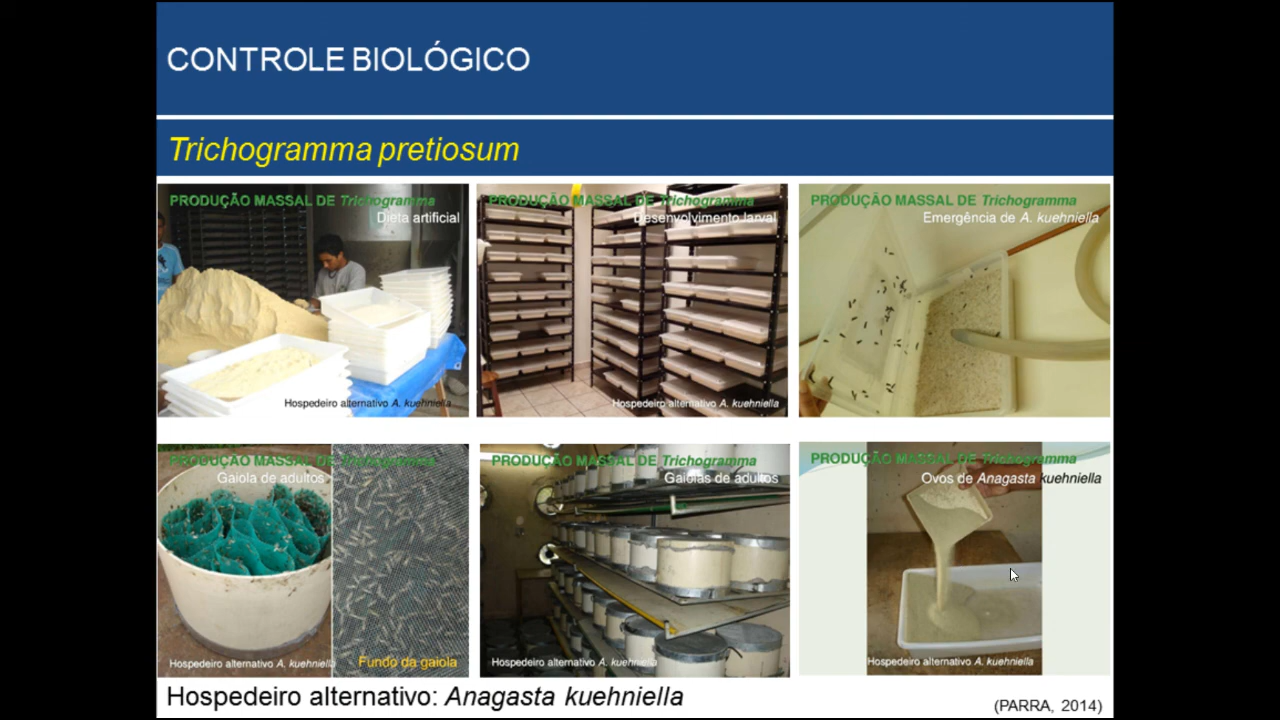 CONTROLE BIOLÓGICO
Trichogramma pretiosum
PRODUÇÃO MASSAL DE Trichogramma
Dieta artificial
Hospedeiro alternativo A. kuehniella
PRODUÇÃO MASSAL DE Trichogramma
Desenvolvimento larval
Hospedeiro alternativo A. kuehniella
PRODUÇÃO MASSAL DE Trichogramma
Emergência de A. kuehniella
PRODUÇÃO MASSAL DE Trichogramma
Gaiola de adultos
Hospedeiro alternativo A. kuehniella
Fundo da gaiola
PRODUÇÃO MASSAL DE Trichogramma
Gaiolas de adultos
Hospedeiro alternativo A. kuehniella
PRODUÇÃO MASSAL DE Trichogramma
Ovos de Anagasta kuehniella
Hospedeiro alternativo A. kuehniella
Hospedeiro alternativo: Anagasta kuehniella
(PARRA, 2014)